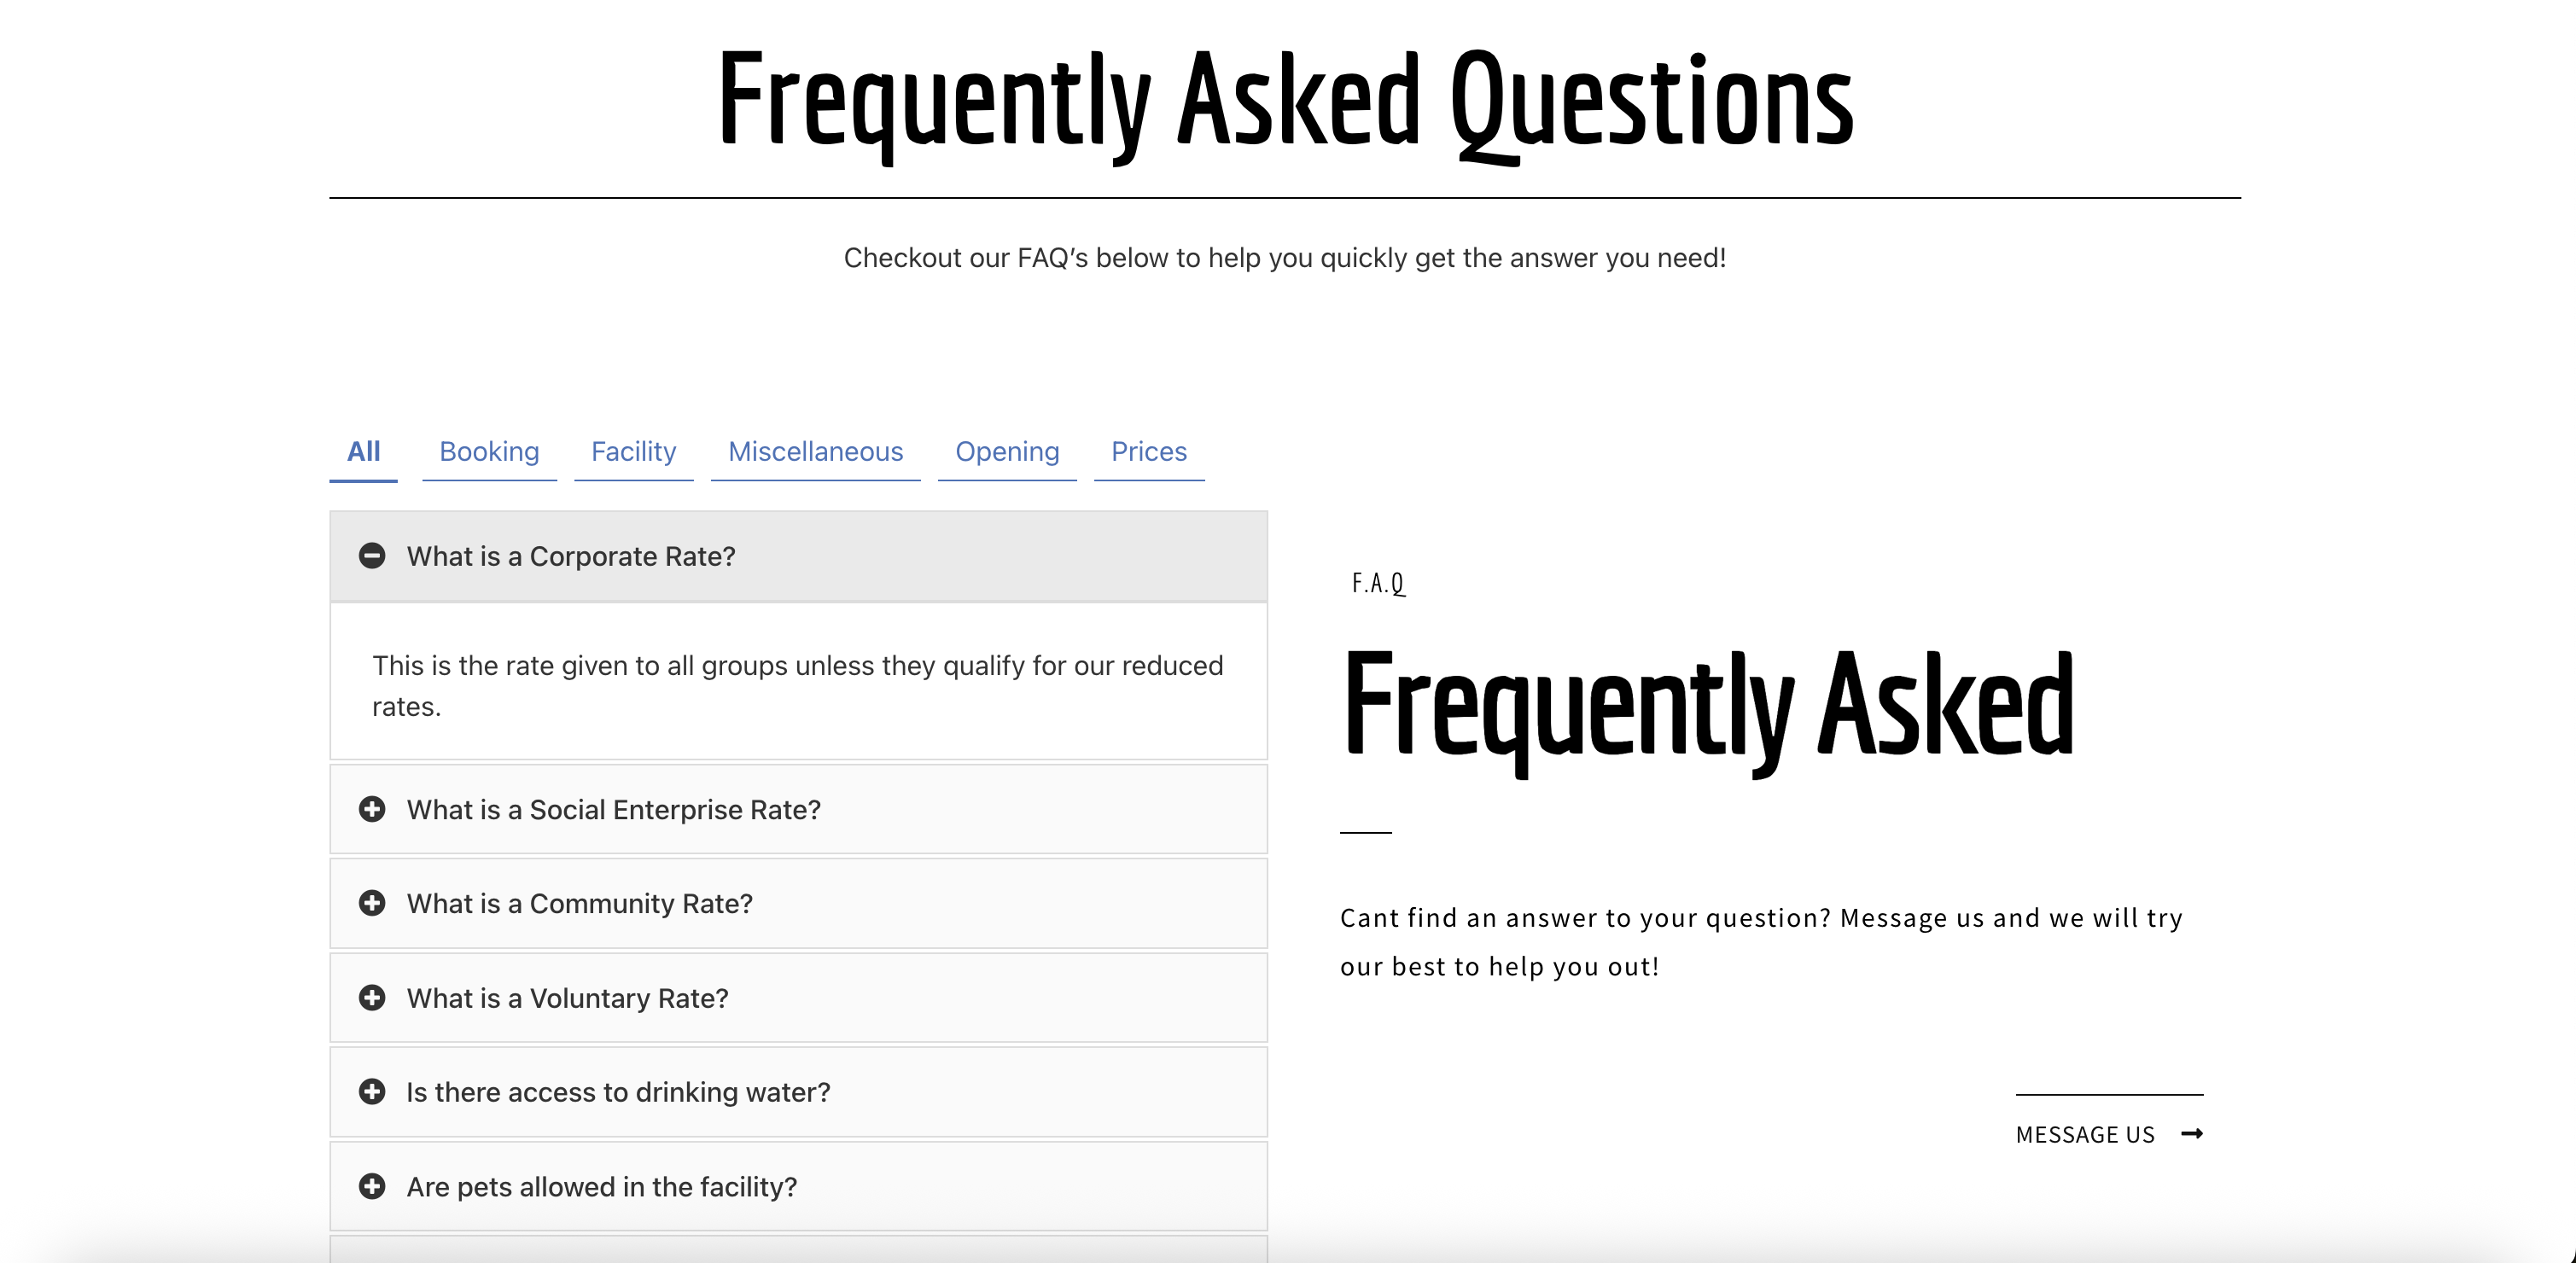 Frequently Asked Questions
Checkout our FAQ’s below to help you quickly get the answer you need!
All Booking Facility Miscellaneous Opening Prices
What is a Corporate Rate?
This is the rate given to all groups unless they qualify for our reduced
rates.
What is a Social Enterprise Rate?
What is a Community Rate?
What is a Voluntary Rate?
Is there access to drinking water?
Are pets allowed in the facility?
F.A.Q
Frequently Asked
Cant find an answer to your question? Message us and we will try
our best to help you out!
MESSAGE US